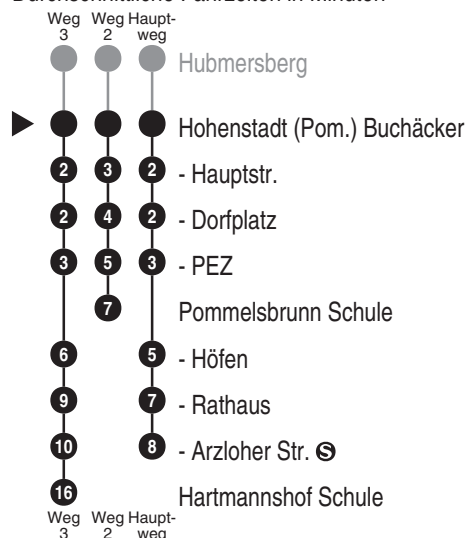 Durchschnittliche Fahrzeiten in Minuten
Weg 3 Weg 2 Haupt-weg
Hubmersberg
Hohenstadt (Pom.) Buchäcker
2 3 2 - Hauptstr.
2 4 2 - Dorfplatz
3 5 3 - PEZ
7 Pommelsbrunn Schule
6 5 - Höfen
9 7 - Rathaus
10 8 - Arzloher Str. S
16 Hartmannshof Schule
Weg 3 Weg 2 Haupt-weg